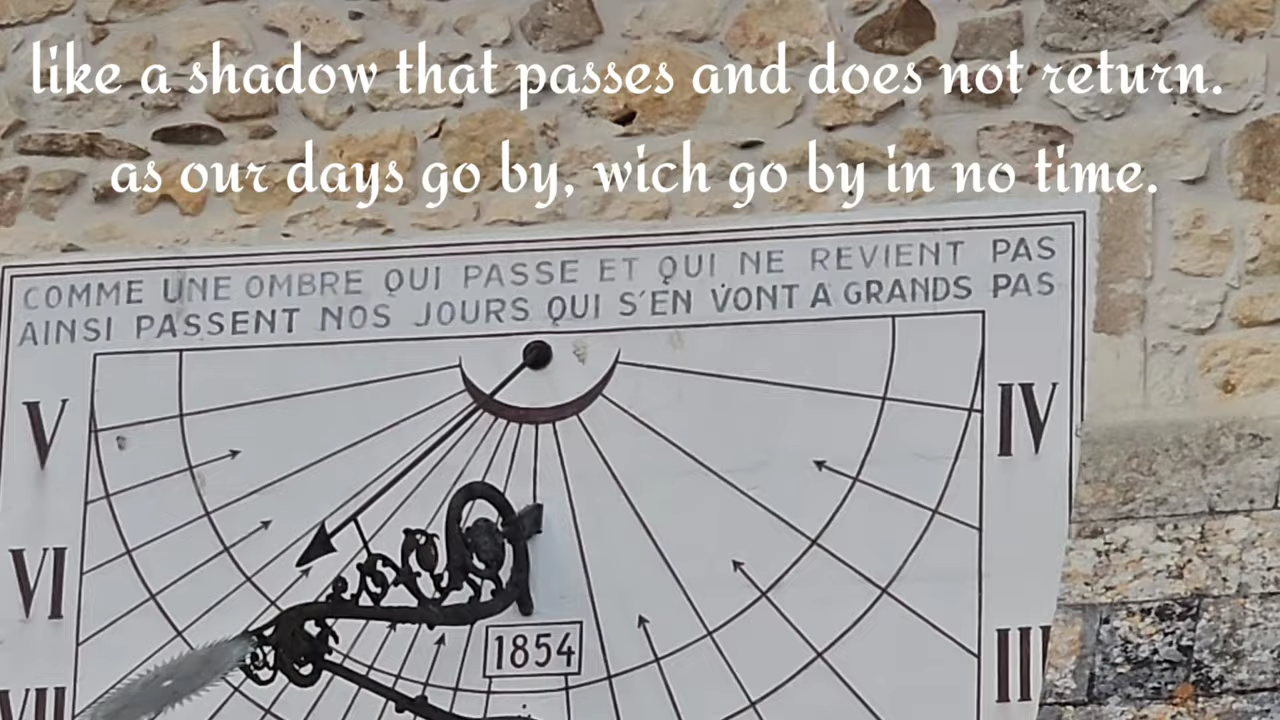 like a shadow that passes and does not return.
as our days go by, wich go by in no time.
COMME UNE OMBRE QUI PASSE ET QUI NE REVIENT PAS
AINSI PASSENT NOS JOURS QUI S'EN VONT A GRANDS PAS
V
IV
VI
1854
III
VII